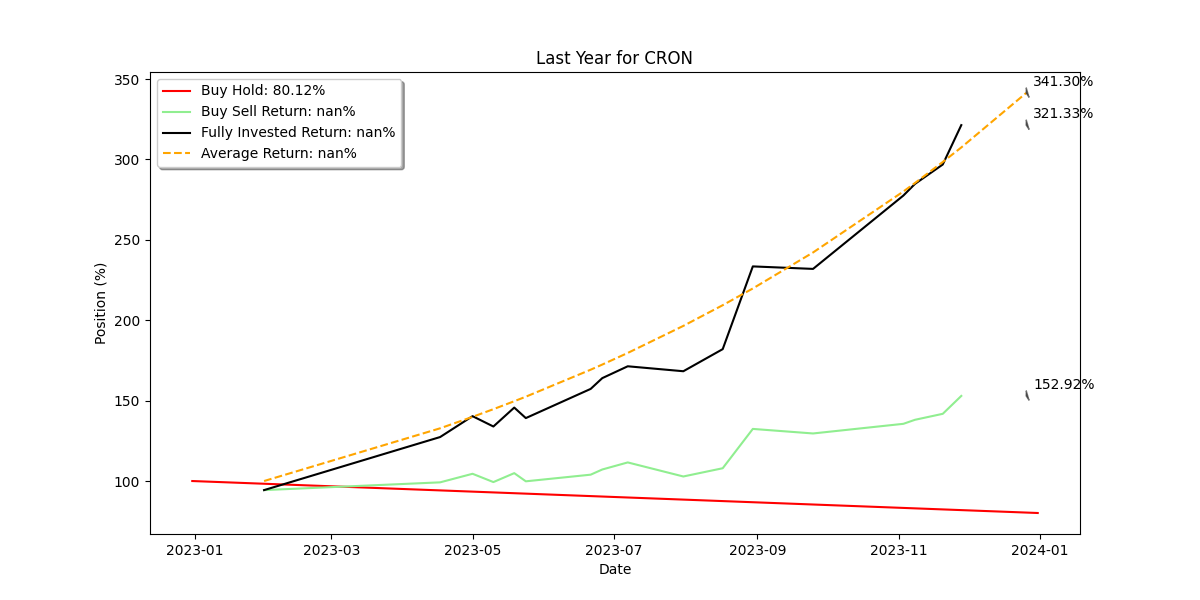 Last Year for CRON
350
300
250
200
150
100
Position (%)
Buy Hold: 80.12%
Buy Sell Return: nan%
Fully Invested Return: nan%
Average Return: nan%
341.30%
321.33%
152.92%
2023-01
2023-03
2023-05
2023-07
2023-09
2023-11
2024-01
Date